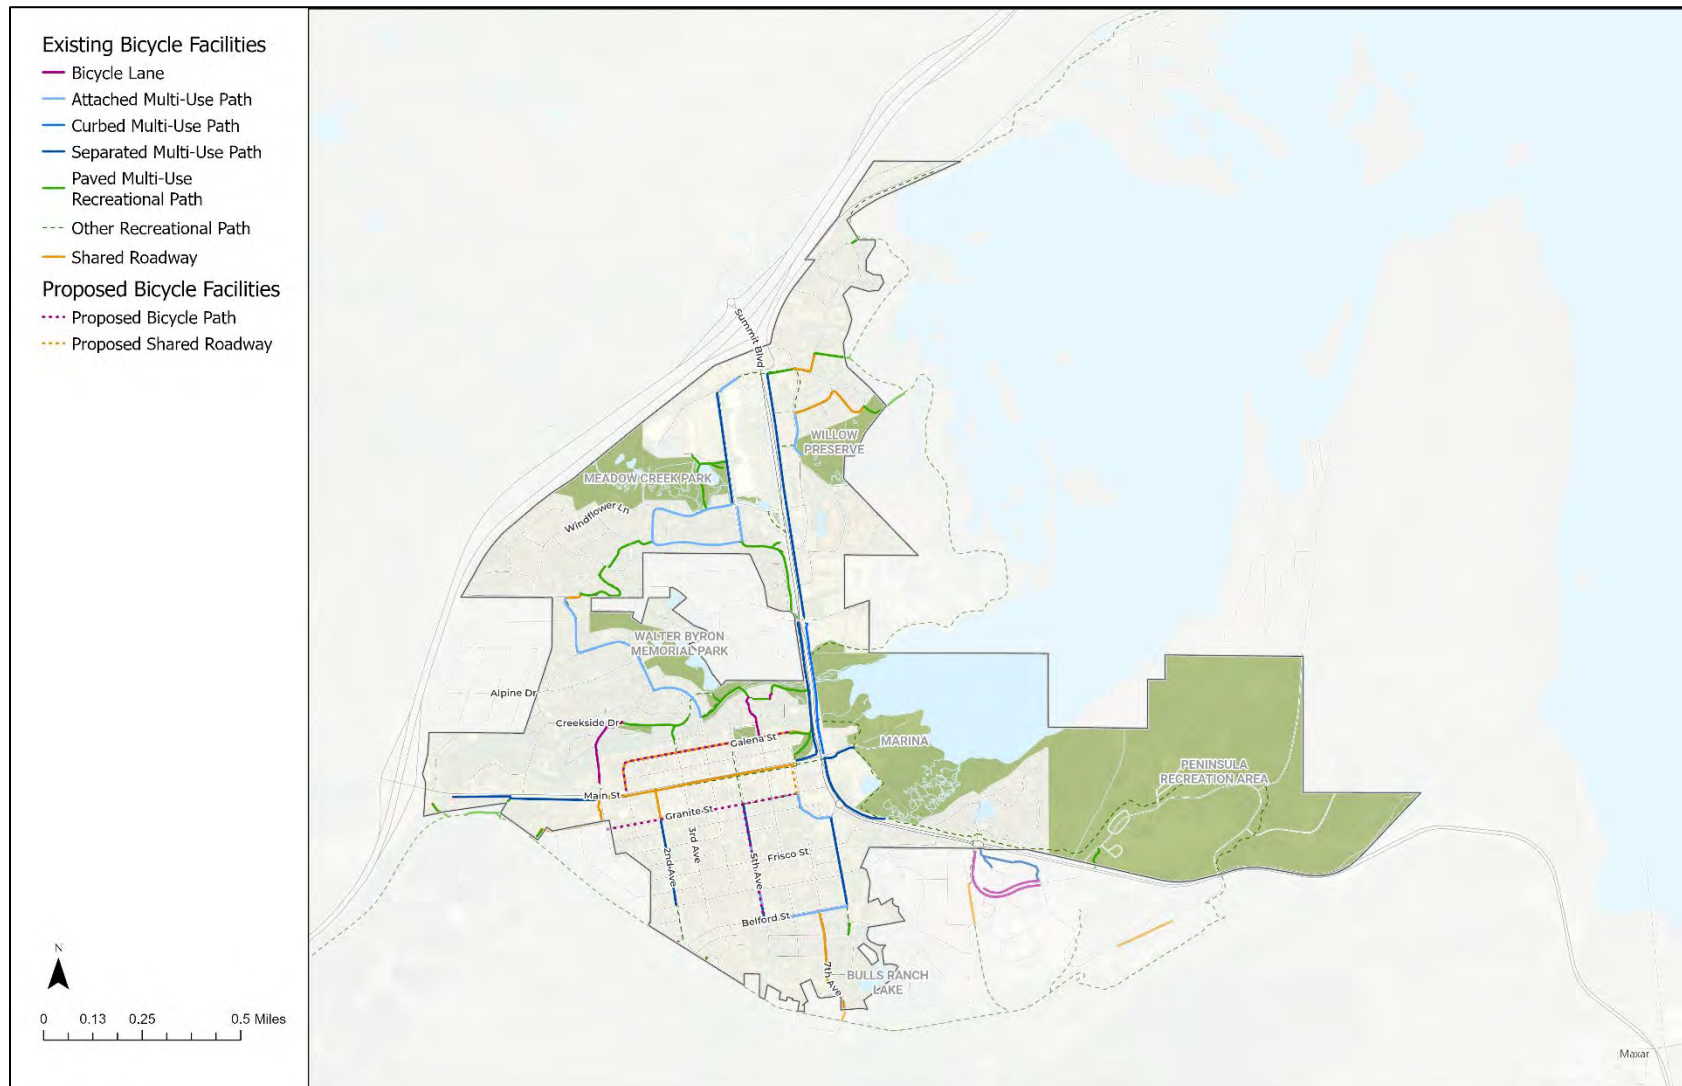 Existing Bicycle Facilities
Bicycle Lane
Attached Multi-Use Path
Curbed Multi-Use Path
Separated Multi-Use Path
Paved Multi-Use
Recreational Path
Other Recreational Path
Shared Roadway
Proposed Bicycle Facilities
Proposed Bicycle Path
Proposed Shared Roadway
N
0 0.13 0.25 0.5 Miles
Summit Blvd
WILLOW
PRESERVE
MEADOW CREEK PARK
Windflower Ln
WALTER BYRON
MEMORIAL PARK
Alpine Dr
Creekside Dr
Galena St
MARINA
PENINSULA
RECREATION AREA
Main St
Granite St
3rd Ave
2nd Ave
5th Ave
Frisco St
Belford St
7th Ave
BULLS RANCH
LAKE
Maxar